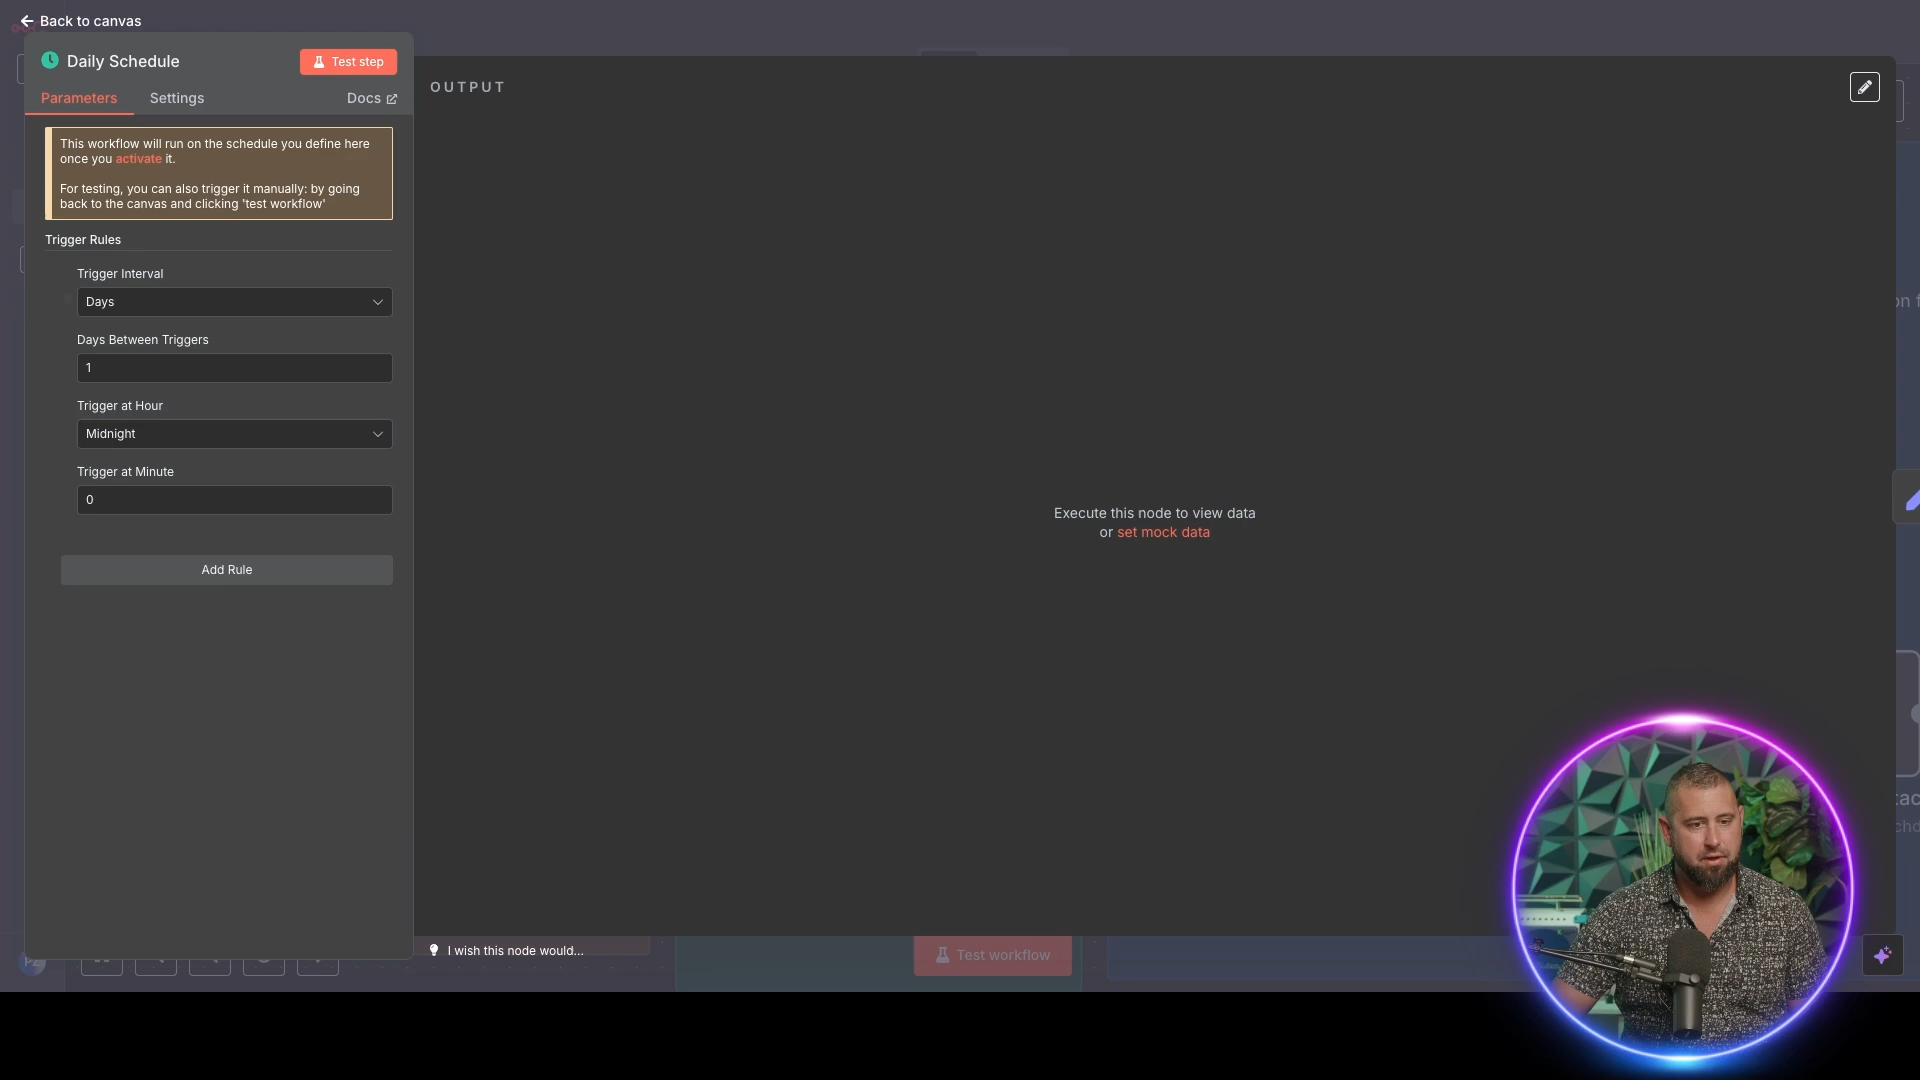 Back to canvas
Daily Schedule
Test step
Parameters
Settings
Docs
This workflow will run on the schedule you define here
once you activate it.
For testing, you can also trigger it manually: by going
back to the canvas and clicking 'test workflow'
Trigger Rules
Trigger Interval
Days
Days Between Triggers
1
Trigger at Hour
Midnight
Trigger at Minute
0
Add Rule
OUTPUT
Execute this node to view data
or set mock data
I wish this node would...
Test workflow